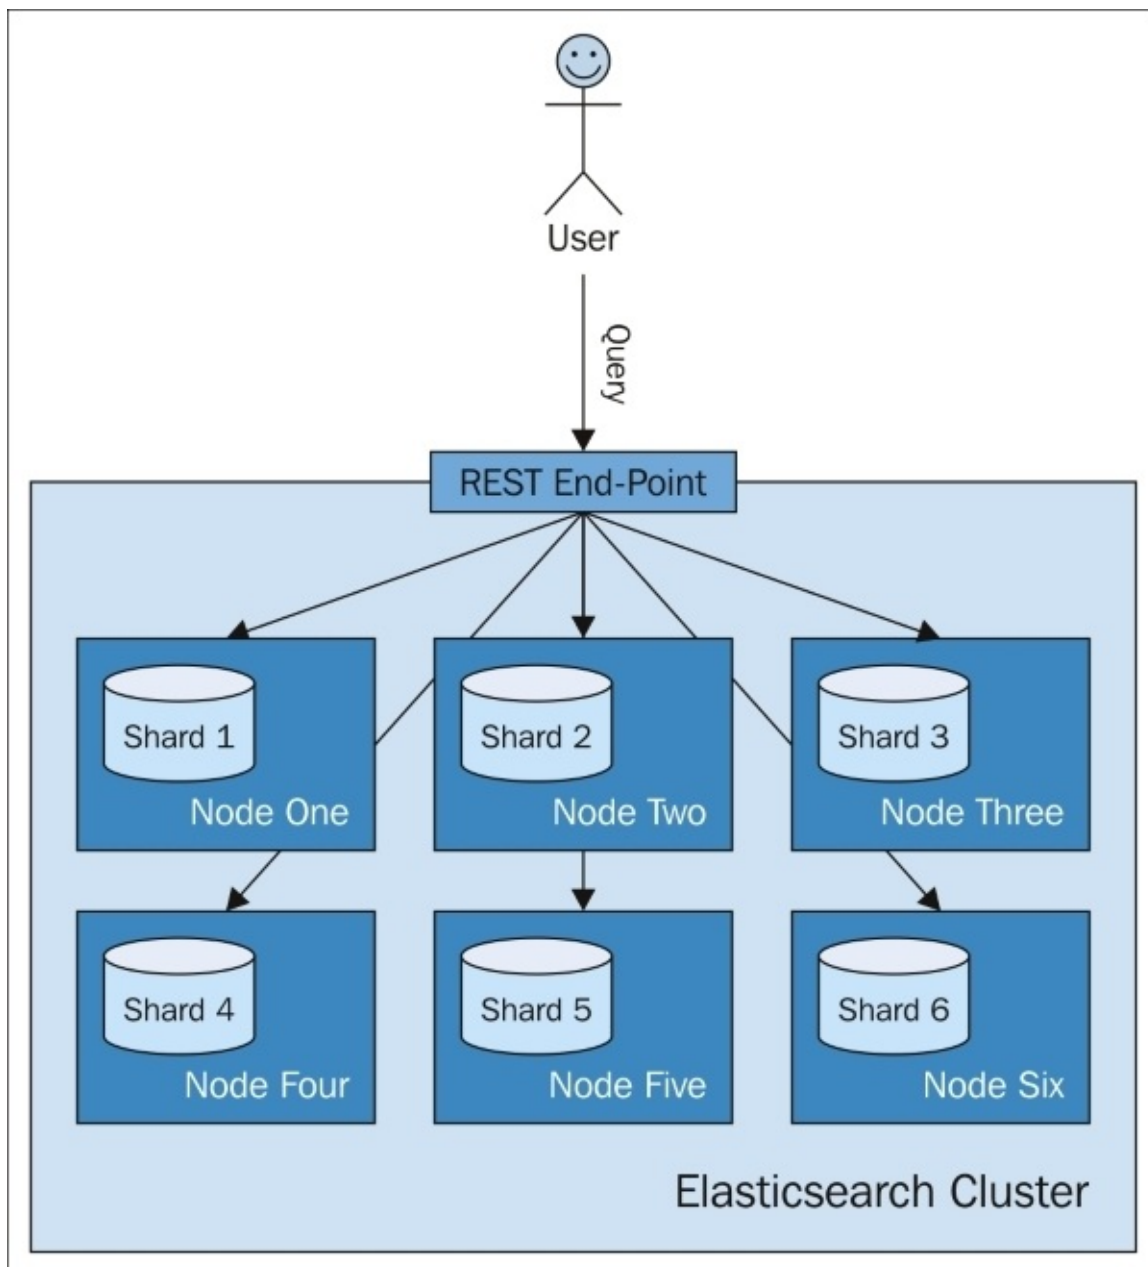 User
Query
REST End-Point
Shard 1
Node One
Shard 2
Node Two
Shard 3
Node Three
Shard 4
Node Four
Shard 5
Node Five
Shard 6
Node Six
Elasticsearch Cluster